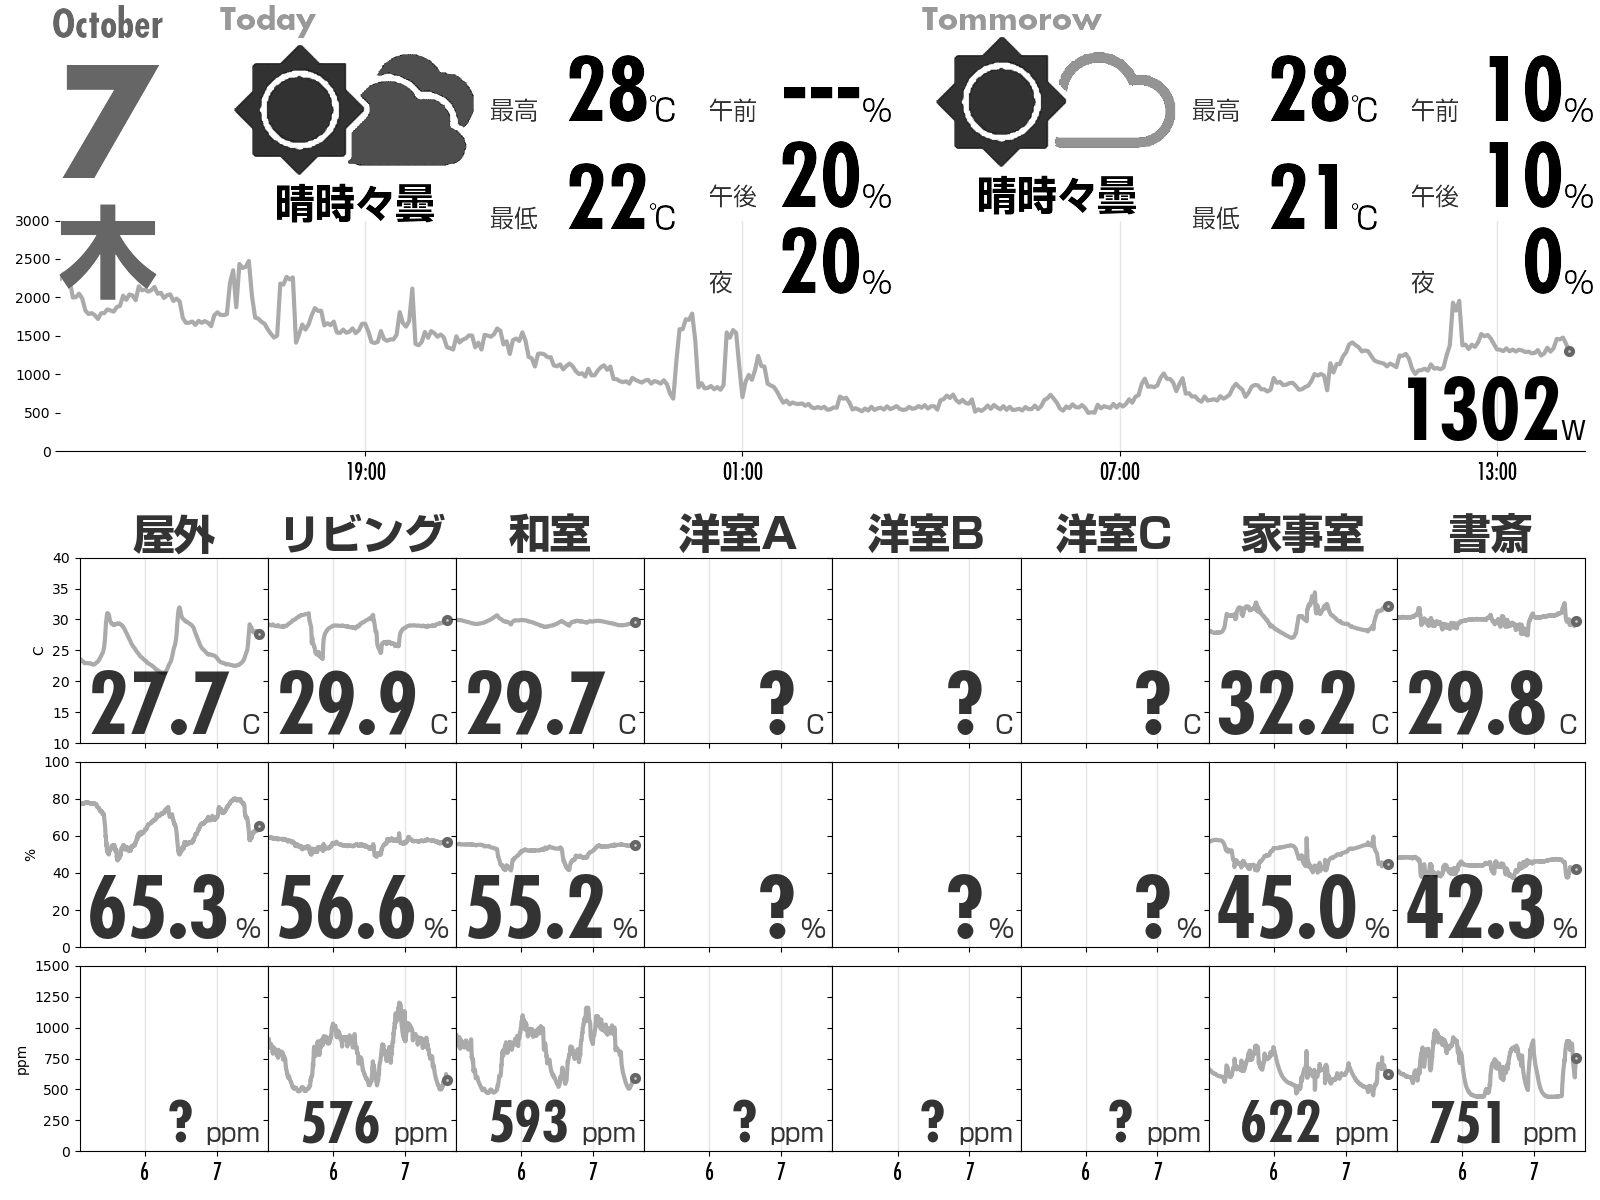 October
Today
Tommorow
7
木
晴時々曇
最高 28℃
最低 22℃
午前 ---%
午後 20%
夜 20%
晴時々曇
最高 28℃
最低 21℃
午前 10%
午後 10%
夜 0%
3000
2500
2000
1500
1000
500
0
1302W
19:00 01:00 07:00 13:00
屋外 リビング 和室 洋室A 洋室B 洋室C 家事室 書斎
40
35
30
25
20
15
10
C
27.7 C 29.9 C 29.7 C ? C ? C ? C 32.2 C 29.8 C
100
80
60
40
20
0
%
65.3 % 56.6 % 55.2 % ? % ? % ? % 45.0 % 42.3 %
1500
1250
1000
750
500
250
0
ppm
? ppm 576 ppm 593 ppm ? ppm ? ppm ? ppm 622 ppm 751 ppm
6 7 6 7 6 7 6 7 6 7 6 7 6 7 6 7